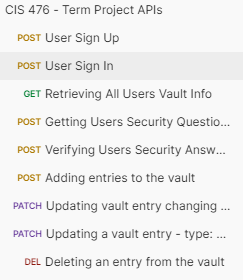 CIS 476 - Term Project APIs
POST User Sign Up
POST User Sign In
GET Retrieving All Users Vault Info
POST Getting Users Security Questio...
POST Verifying Users Security Answ...
POST Adding entries to the vault
PATCH Updating vault entry changing ...
PATCH Updating a vault entry - type: ...
DEL Deleting an entry from the vault